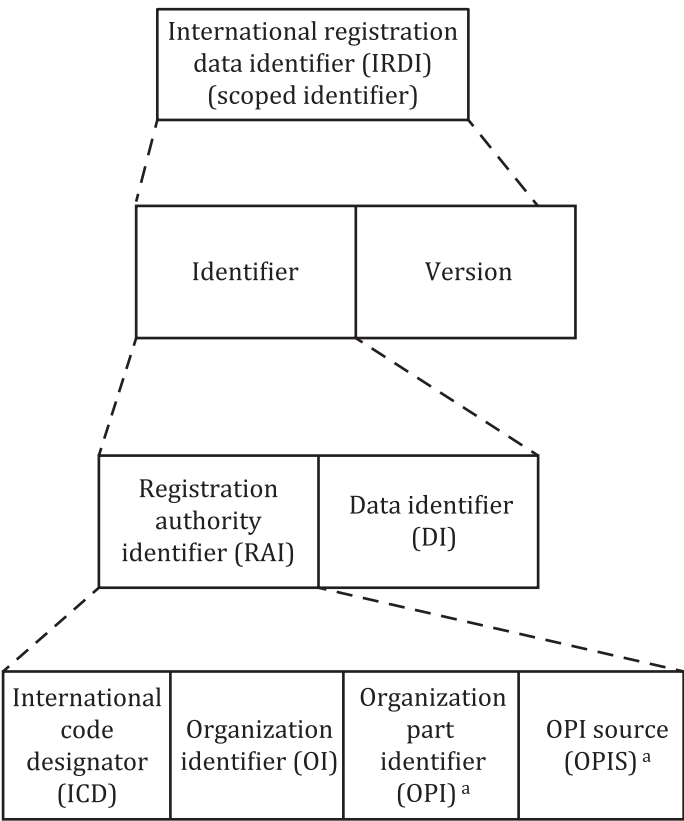 International registration
data identifier (IRDI)
(scoped identifier)
Identifier
Version
Registration
authority
identifier (RAI)
Data identifier
(DI)
International
code
designator
(ICD)
Organization
identifier (OI)
Organization
part
identifier
(OPI) a
OPI source
(OPIS) a